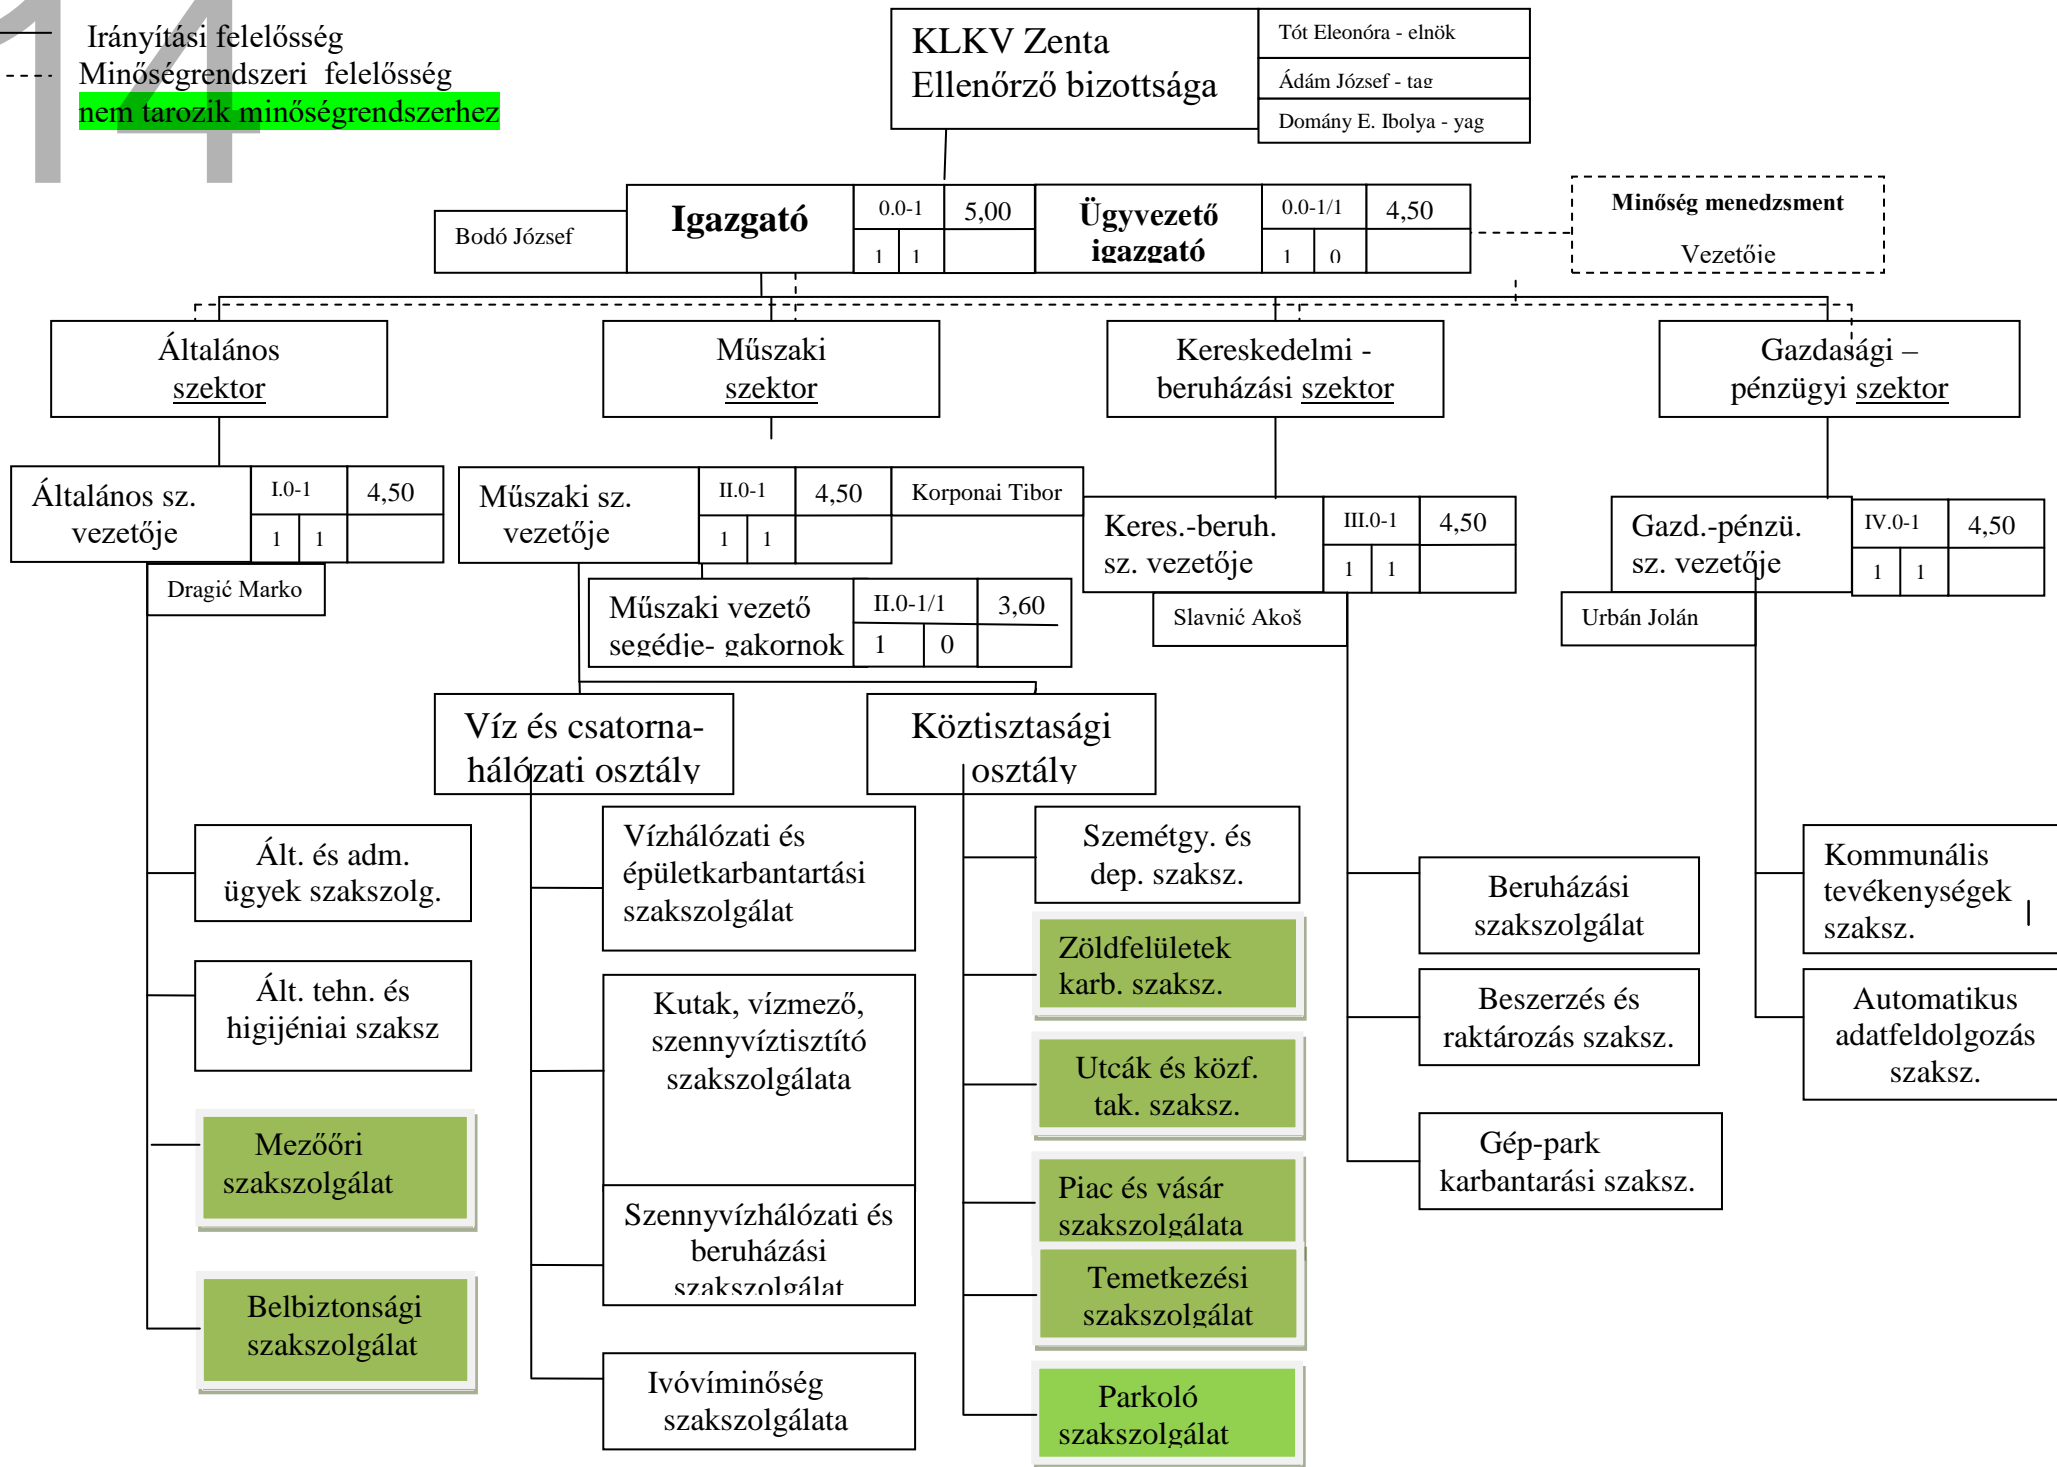 14
Irányítási felelősség
Minőségrendszeri felelősség
nem tarozik minőségrendszerhez
KLKV Zenta
Ellenőrző bizottsága
Tót Eleonóra - elnök
Ádám József - tag
Domány E. Ibolya - yag
Bodó József
Igazgató
0.0-1
5,00
1
1
Ügyvezető
igazgató
0.0-1/1
4,50
1
0
Minőség menedzsment
Vezetője
Általános
szektor
Műszaki
szektor
Kereskedelmi -
beruházási szektor
Gazdasági –
pénzügyi szektor
Általános sz.
vezetője
I.0-1
4,50
1
1
Dragić Marko
Műszaki sz.
vezetője
II.0-1
4,50
1
1
Korponai Tibor
Műszaki vezető
segédje- gakornok
II.0-1/1
3,60
1
0
Keres.-beruh.
sz. vezetője
III.0-1
4,50
1
1
Slavnić Akoš
Gazd.-pénzü.
sz. vezetője
IV.0-1
4,50
1
1
Urbán Jolán
Víz és csatorna-
hálózati osztály
Köztisztasági
osztály
Ált. és adm.
ügyek szakszolg.
Ált. tehn. és
higijéniai szaksz
Mezőőri
szakszolgálat
Belbiztonsági
szakszolgálat
Vízhálózati és
épületkarbantartási
szakszolgálat
Kutak, vízmező,
szennyvíztisztító
szakszolgálata
Szennyvízhálózati és
beruházási
szakszolgálat
Ivóvíminőség
szakszolgálata
Szemétgy. és
dep. szaksz.
Zöldfelületek
karb. szaksz.
Utcák és közf.
tak. szaksz.
Piac és vásár
szakszolgálata
Temetkezési
szakszolgálat
Parkoló
szakszolgálat
Beruházási
szakszolgálat
Beszerzés és
raktározás szaksz.
Gép-park
karbantarási szaksz.
Kommunális
tevékenységek
szaksz.
Automatikus
adatfeldolgozás
szaksz.